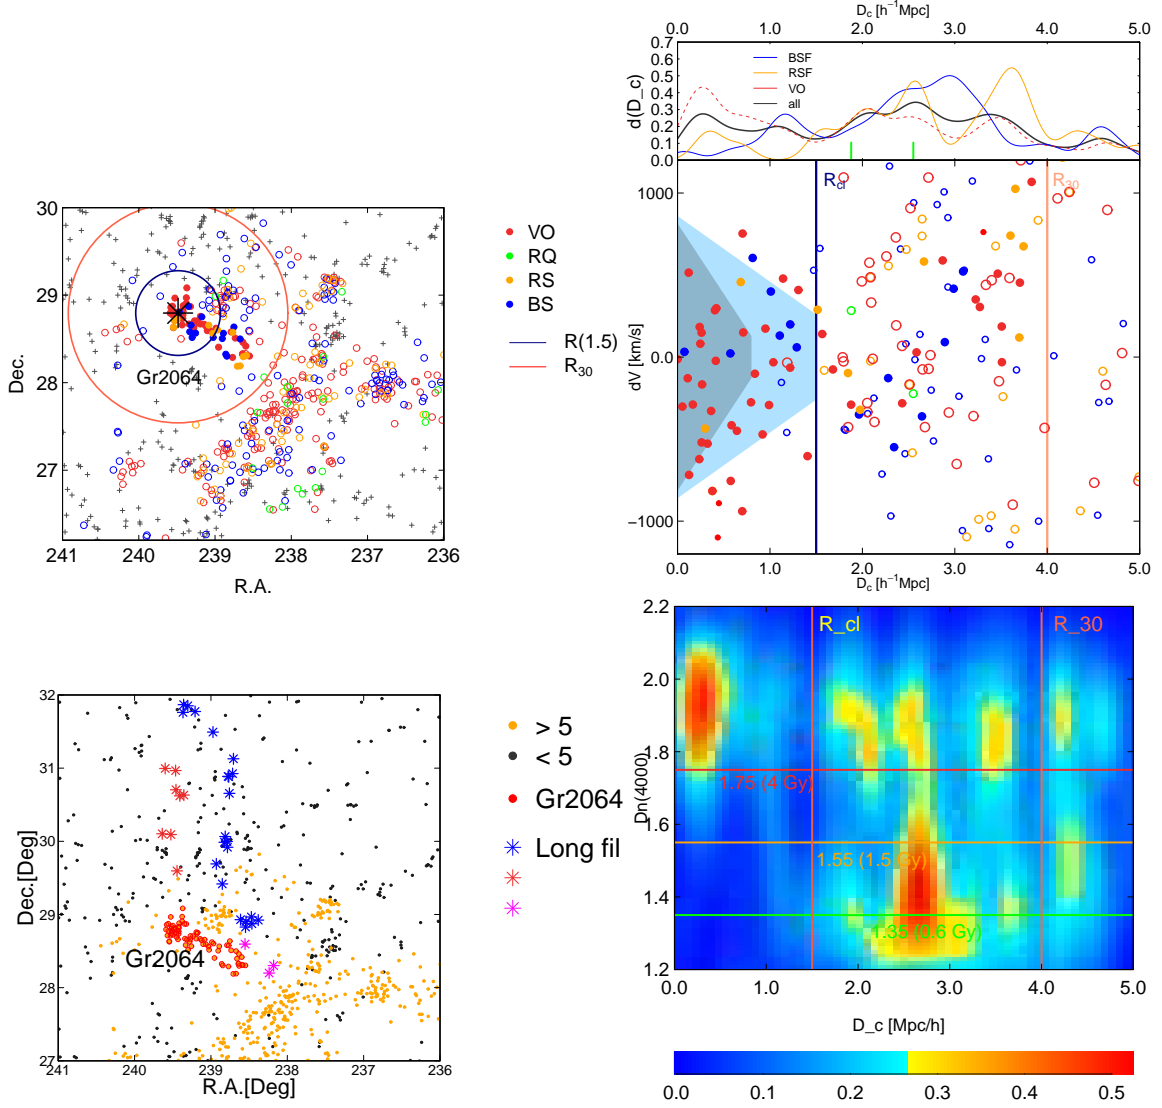 D_c [h⁻¹Mpc]
0.0 1.0 2.0 3.0 4.0 5.0
d(D_c)
0.7
0.6
0.5
0.4
0.3
0.2
0.1
0.0
BSF
RSF
VO
all
30
29
28
27
241 240 239 238 237 236
Dec.
R.A.
Gr2064
VO
RQ
RS
BS
R(1.5)
R₃₀
dV [km/s]
1000
0.0
−1000
R_cl
R₃₀
0.0 1.0 2.0 3.0 4.0 5.0
D_c [h⁻¹Mpc]
32
31
30
29
28
27
241 240 239 238 237 236
Dec.[Deg]
R.A.[Deg]
Gr2064
> 5
< 5
Gr2064
Long fil
Dn(4000)
2.2
2.0
1.8
1.6
1.4
1.2
R_cl
R_30
1.75 (4 Gy)
1.55 (1.5 Gy)
1.35 (0.6 Gy)
0.0 1.0 2.0 3.0 4.0 5.0
D_c [Mpc/h]
0.0 0.1 0.2 0.3 0.4 0.5